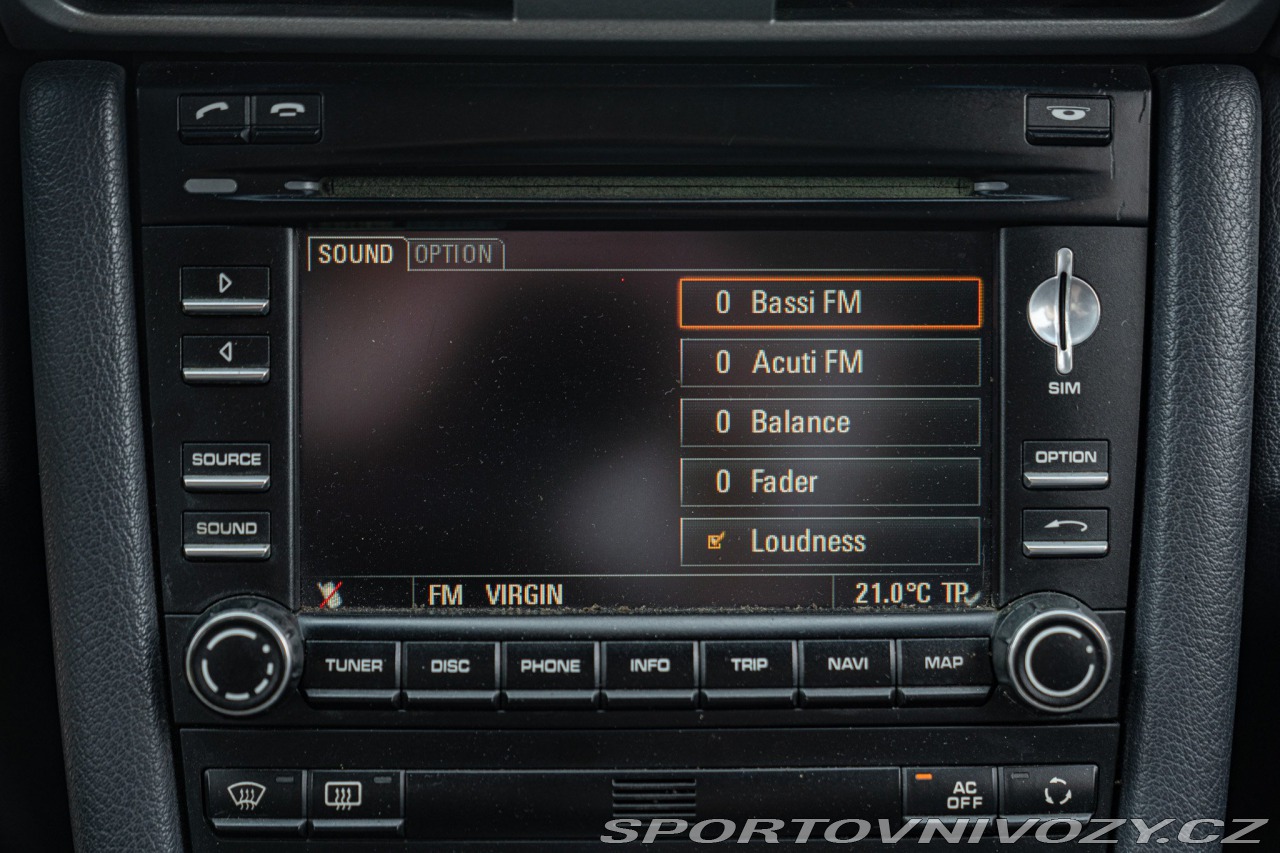 SOUND OPTION
0 Bassi FM
0 Acuti FM
0 Balance
0 Fader
Loudness
FM VIRGIN 21.0°C TP
SIM
SOURCE
SOUND
OPTION
TUNER DISC PHONE INFO TRIP NAVI MAP
AC
OFF
SPORTOVNIVOZY.CZ